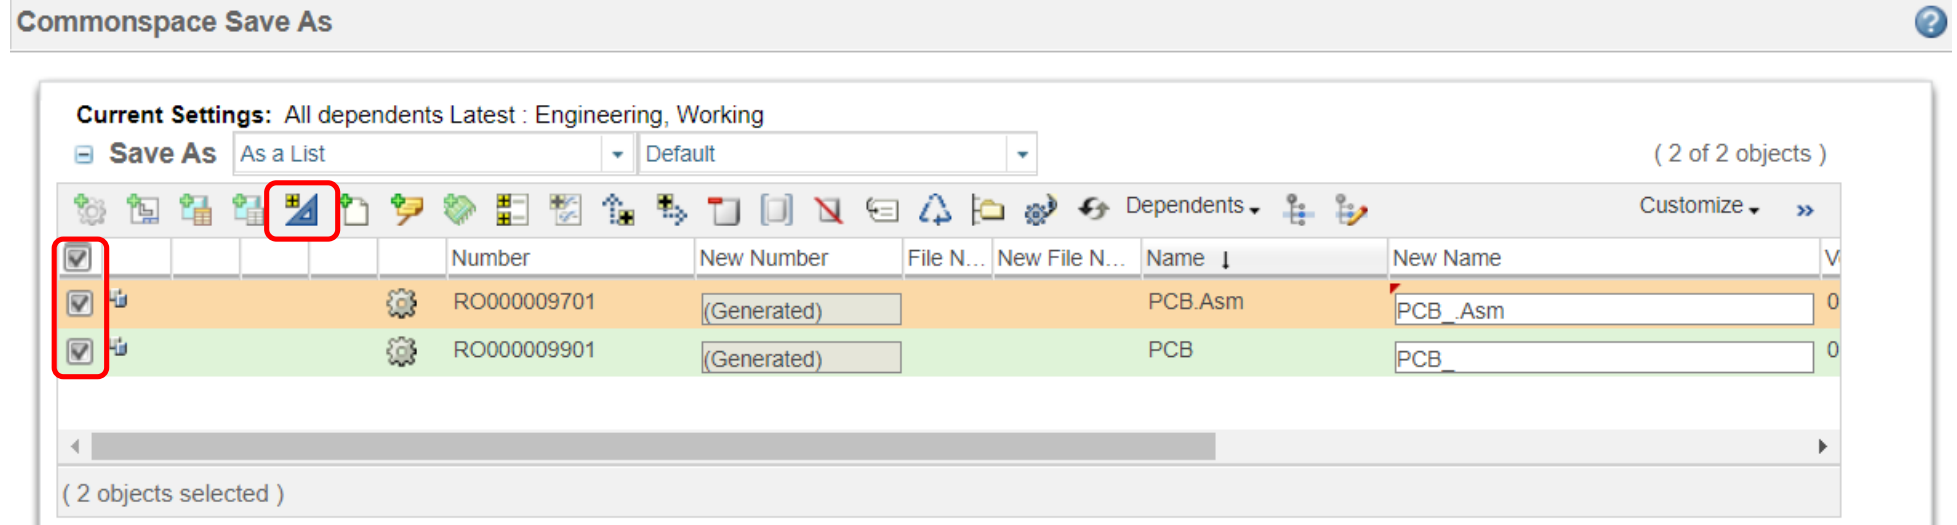 Commonspace Save As
Current Settings: All dependents Latest : Engineering, Working
Save As As a List Default ( 2 of 2 objects )
Dependents Customize »
Number New Number File N... New File N... Name ↓ New Name
RO000009701 (Generated) PCB.Asm PCB_.Asm 0
RO000009901 (Generated) PCB PCB_ 0
( 2 objects selected )